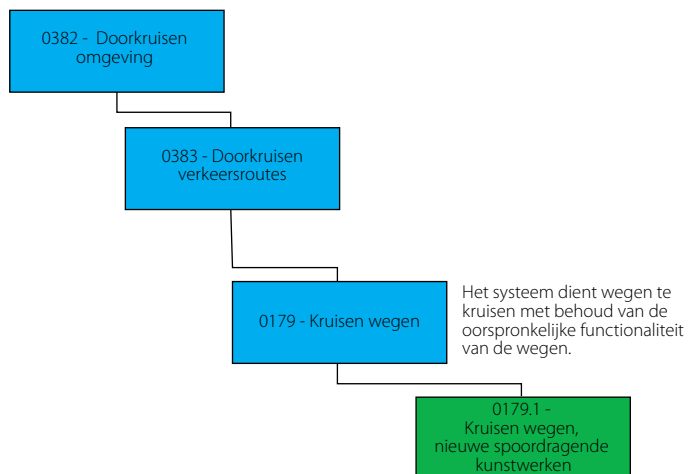 0382 - Doorkruisen
omgeving
0383 - Doorkruisen
verkeersroutes
0179 - Kruisen wegen
Het systeem dient wegen te
kruisen met behoud van de
oorspronkelijke functionaliteit
van de wegen.
0179.1 -
Kruisen wegen,
nieuwe spoordragende
kunstwerken